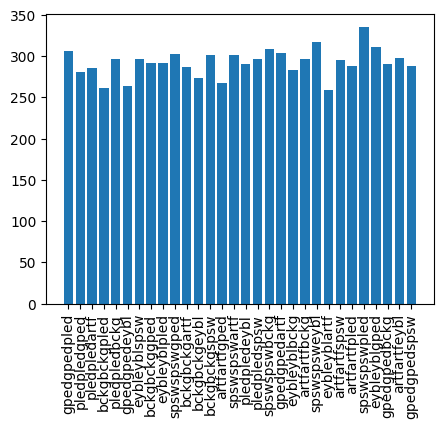 350
300
250
200
150
100
50
0
gpedgpedpled
pledpledgped
pledpledartf
bckgbckgpled
pledpledbckg
gpedgpedeybl
eybleyblspsw
bckgbckggped
eybleyblpled
spswspswgped
bckgbckgartf
bckgbckgeybl
bckgbckgspsw
artfartfgped
spswspswartf
pledpledeybl
pledpledspsw
spswspswbckg
gpedgpedartf
eybleyblbckg
artfartfbckg
spswspsweybl
eybleyblartf
artfartfspsw
artfartfpled
spswspswpled
eybleyblgped
gpedgpedbckg
artfartfeybl
gpedgpedspsw